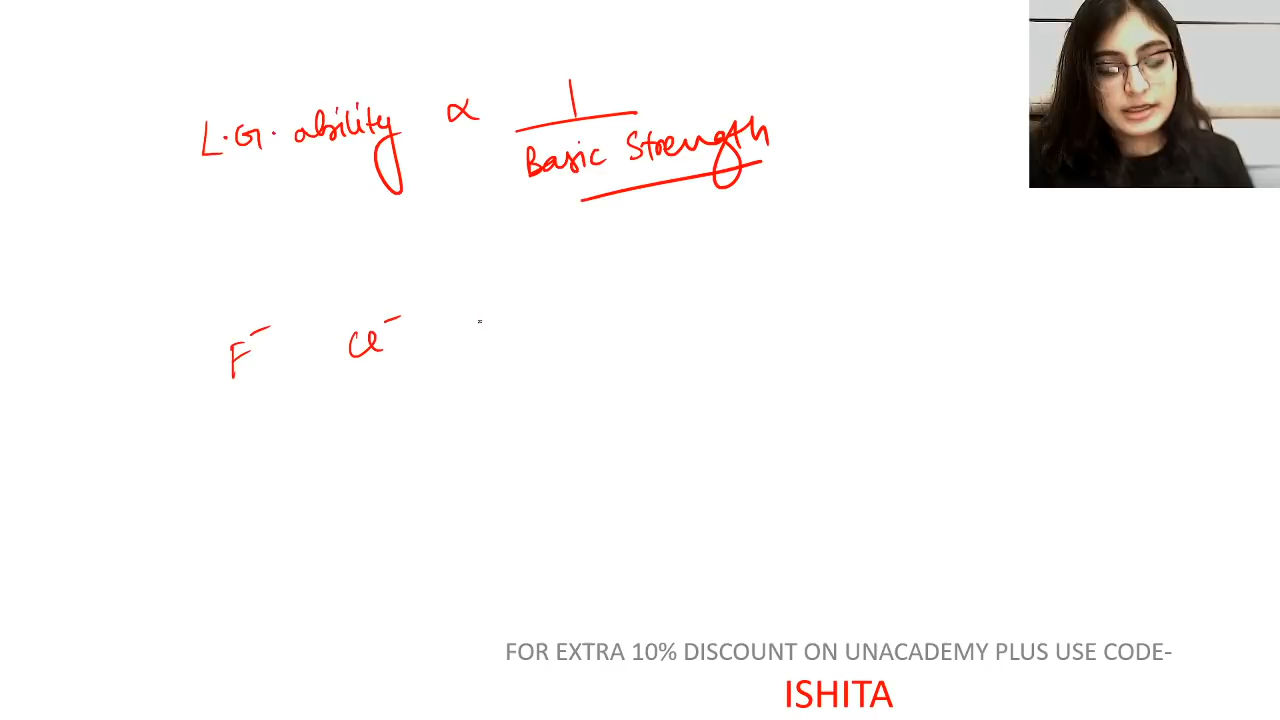 L.G. ability ∝ 1
Basic Strength
F⁻ Cl⁻
FOR EXTRA 10% DISCOUNT ON UNACADEMY PLUS USE CODE-
ISHITA